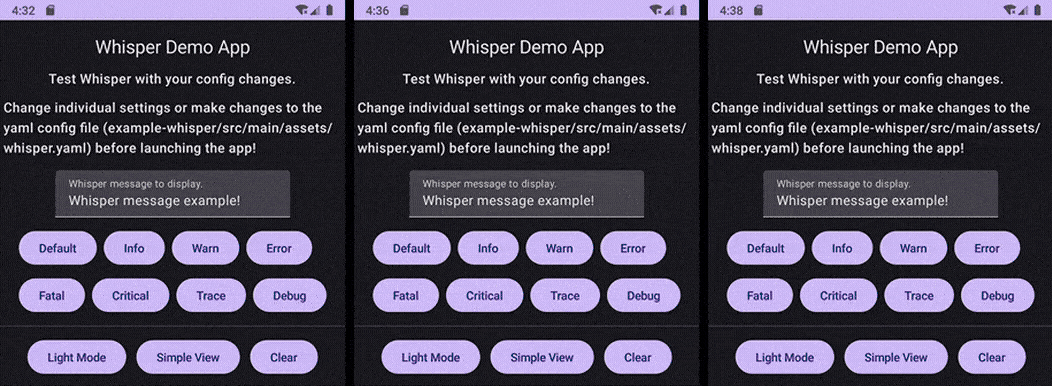 4:32
Whisper Demo App
Test Whisper with your config changes.
Change individual settings or make changes to the
yaml config file (example-whisper/src/main/assets/
whisper.yaml) before launching the app!
Whisper message to display.
Whisper message example!
Default Info Warn Error
Fatal Critical Trace Debug
Light Mode Simple View Clear
4:36
Whisper Demo App
Test Whisper with your config changes.
Change individual settings or make changes to the
yaml config file (example-whisper/src/main/assets/
whisper.yaml) before launching the app!
Whisper message to display.
Whisper message example!
Default Info Warn Error
Fatal Critical Trace Debug
Light Mode Simple View Clear
4:38
Whisper Demo App
Test Whisper with your config changes.
Change individual settings or make changes to the
yaml config file (example-whisper/src/main/assets/
whisper.yaml) before launching the app!
Whisper message to display.
Whisper message example!
Default Info Warn Error
Fatal Critical Trace Debug
Light Mode Simple View Clear